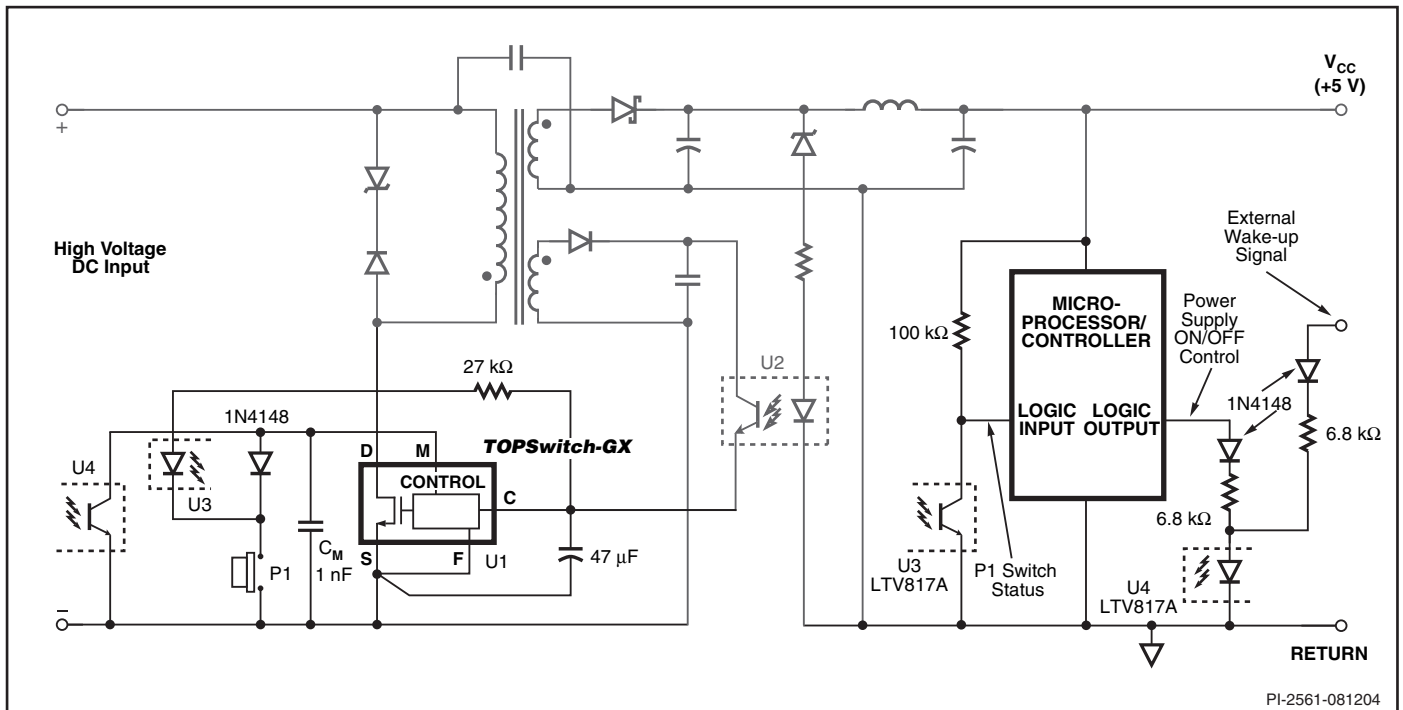 V_CC
(+5 V)
+
High Voltage
DC Input
External
Wake-up
Signal
MICRO-
PROCESSOR/
CONTROLLER
Power
Supply
ON/OFF
Control
100 kΩ
U2
27 kΩ
1N4148
1N4148
LOGIC
INPUT
LOGIC
OUTPUT
6.8 kΩ
TOPSwitch-GX
D
M
U4
CONTROL
C
U3
6.8 kΩ
C_M
1 nF
P1
S
F
U1
47 µF
U3
LTV817A
P1 Switch
Status
U4
LTV817A
–
RETURN
PI-2561-081204